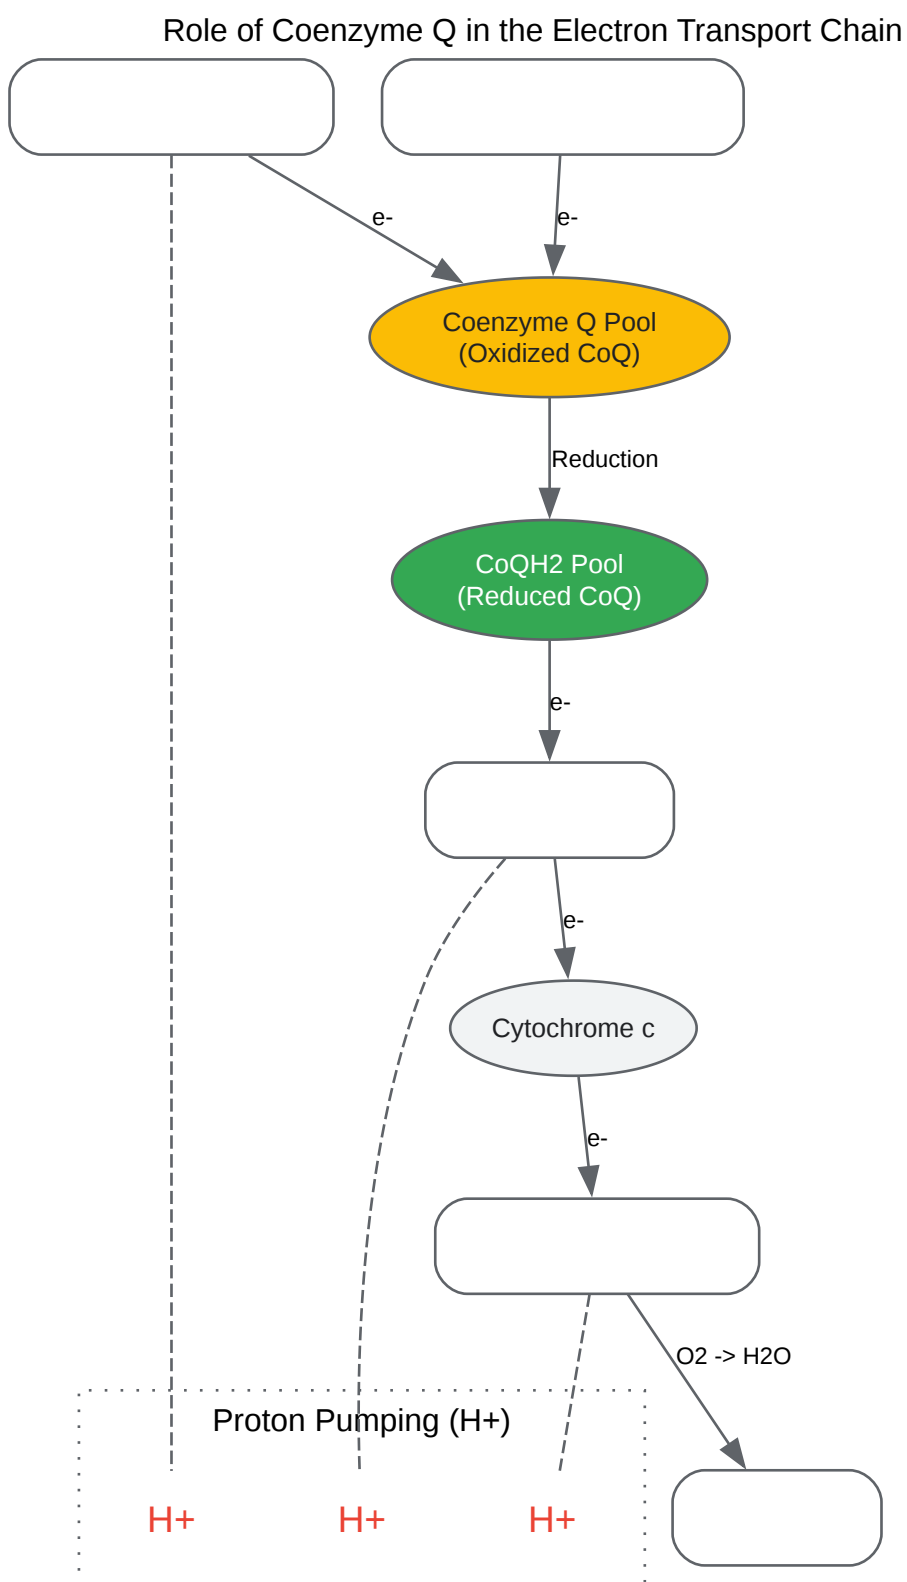 Role of Coenzyme Q in the Electron Transport Chain
e-
e-
Coenzyme Q Pool
(Oxidized CoQ)
Reduction
CoQH2 Pool
(Reduced CoQ)
e-
e-
Cytochrome c
e-
O2 -> H2O
Proton Pumping (H+)
H+
H+
H+